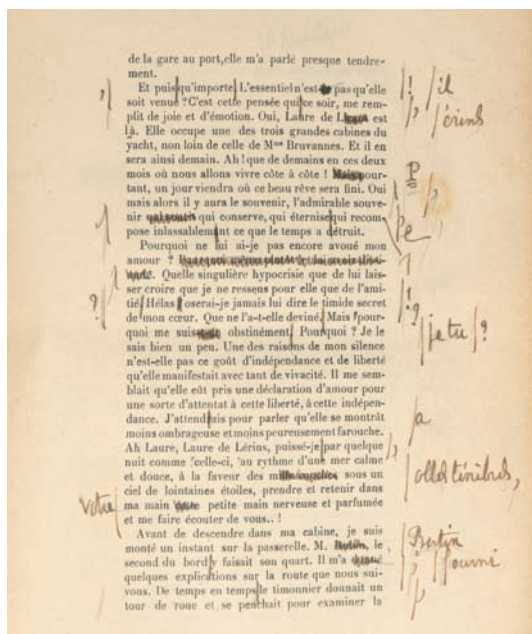 de la gare au port,elle m'a parlé presque tendre-
ment.
Et puis qu'importe, L'essentiel n'est pas qu'elle
soit venue ? C'est cette pensée qui ce soir, me rem-
plit de joie et d'émotion. Oui, Laure de est
là. Elle occupe une des trois grandes cabines du
yacht, non loin de celle de Mme Bruvannes. Et il en
sera ainsi demain. Ah ! que de demains en ces deux
mois où nous allons vivre côte à côte ! Mais pour-
tant, un jour viendra où ce beau rêve sera fini. Oui
mais alors il y aura le souvenir, l'admirable souve-
nir qui conserve, qui éternise qui recom-
pose inlassablement ce que le temps a détruit.
Pourquoi ne lui ai-je pas encore avoué mon
amour ?
Quelle singulière hypocrisie que de lui lais-
ser croire que je ne ressens pour elle que de l'ami-
tié, Hélas oserai-je jamais lui dire le timide secret
de mon cœur. Que ne l'a-t-elle deviné, Mais pour-
quoi me suis obstinément, Pourquoi ? Je le
sais bien un peu. Une des raisons de mon silence
n'est-elle pas ce goût d'indépendance et de liberté
qu'elle manifestait avec tant de vivacité. Il me sem-
blait qu'elle eût pris une déclaration d'amour pour
une sorte d'attentat à cette liberté, à cette indépen-
dance. J'attendais pour parler qu'elle se montrât
moins ombrageuse et moins peureusement farouche.
Ah Laure, Laure de Lérins, puissé-je par quelque
nuit comme celle-ci, au rythme d'une mer calme
et douce, à la faveur des sous un
ciel de lointaines étoiles, prendre et retenir dans
ma main petite main nerveuse et parfumée
et me faire écouter de vous..!
Avant de descendre dans ma cabine, je suis
monté un instant sur la passerelle. M. le
second du bord, faisait son quart. Il m'a
quelques explications sur la route que nous sui-
vons. De temps en temps le timonnier donnait un
tour de roue et se penchait pour examiner la
,
? 
votre
! il
, érins
P
,
pe
!
?
je tu ?
a
, ténèbres,
Bertin
, fourni
,